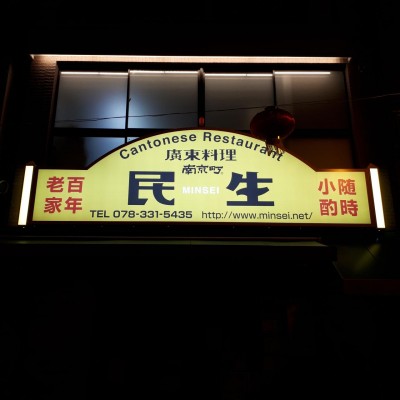 Cantonese Restaurant
廣東料理
南京町
民生
MINSEI
百年
老家
随時
小酌
TEL 078-331-5435 http://www.minsei.net/